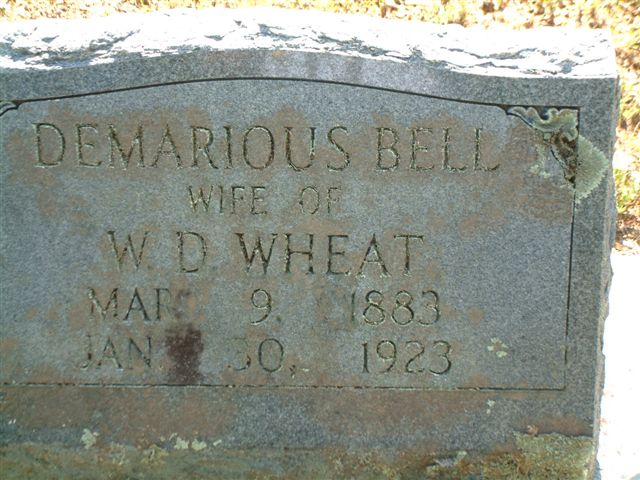 DEMARIOUS BELL
WIFE OF
W. D. WHEAT
MAR. 9, 1883
JAN. 30, 1923